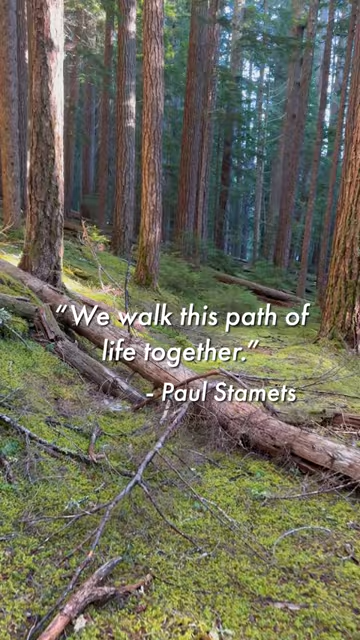 “We walk this path of
life together.”
- Paul Stamets